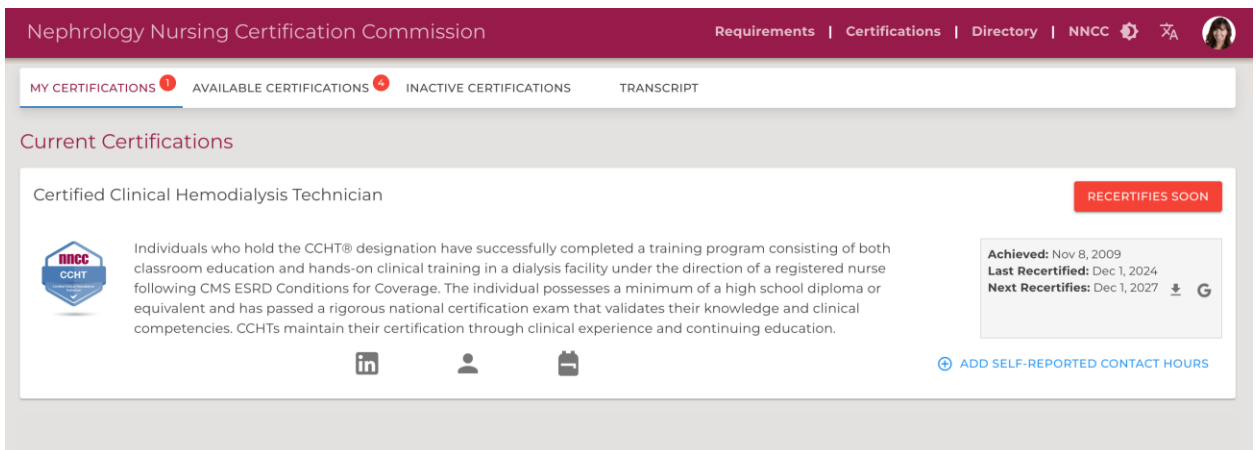 Nephrology Nursing Certification Commission
Requirements | Certifications | Directory | NNCC
MY CERTIFICATIONS 1 AVAILABLE CERTIFICATIONS 4 INACTIVE CERTIFICATIONS TRANSCRIPT
Current Certifications
Certified Clinical Hemodialysis Technician
RECERTIFIES SOON
nncc
CCHT
Individuals who hold the CCHT® designation have successfully completed a training program consisting of both
classroom education and hands-on clinical training in a dialysis facility under the direction of a registered nurse
following CMS ESRD Conditions for Coverage. The individual possesses a minimum of a high school diploma or
equivalent and has passed a rigorous national certification exam that validates their knowledge and clinical
competencies. CCHTs maintain their certification through clinical experience and continuing education.
Achieved: Nov 8, 2009
Last Recertified: Dec 1, 2024
Next Recertifies: Dec 1, 2027
ADD SELF-REPORTED CONTACT HOURS